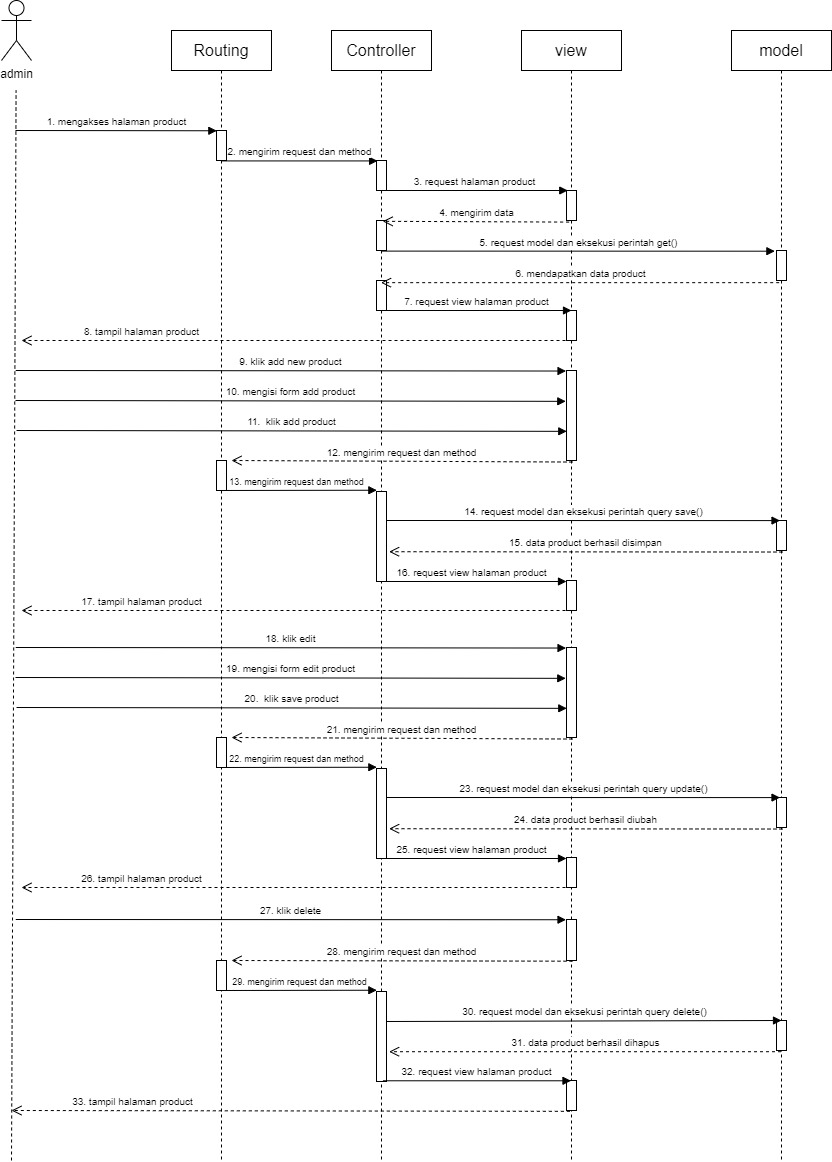 admin
Routing
Controller
view
model
1. mengakses halaman product
2. mengirim request dan method
3. request halaman product
4. mengirim data
5. request model dan eksekusi perintah get()
6. mendapatkan data product
7. request view halaman product
8. tampil halaman product
9. klik add new product
10. mengisi form add product
11. klik add product
12. mengirim request dan method
13. mengirim request dan method
14. request model dan eksekusi perintah query save()
15. data product berhasil disimpan
16. request view halaman product
17. tampil halaman product
18. klik edit
19. mengisi form edit product
20. klik save product
21. mengirim request dan method
22. mengirim request dan method
23. request model dan eksekusi perintah query update()
24. data product berhasil diubah
25. request view halaman product
26. tampil halaman product
27. klik delete
28. mengirim request dan method
29. mengirim request dan method
30. request model dan eksekusi perintah query delete()
31. data product berhasil dihapus
32. request view halaman product
33. tampil halaman product